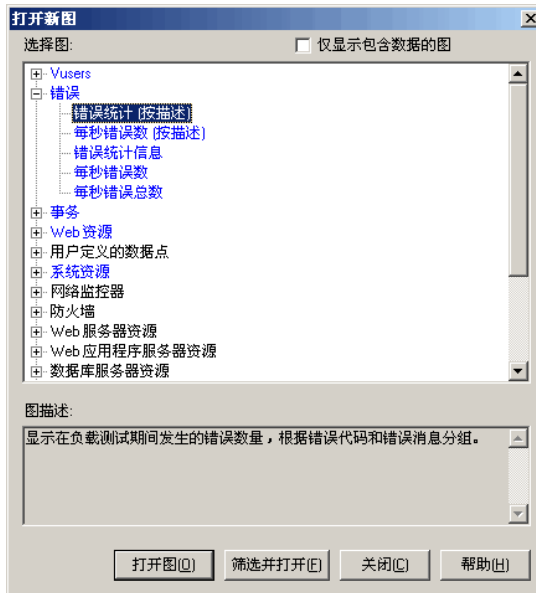 打开新图
选择图:
仅显示包含数据的图
Vusers
错误
错误统计 (按描述)
每秒错误数 (按描述)
错误统计信息
每秒错误数
每秒错误总数
事务
Web 资源
用户定义的数据点
系统资源
网络监控器
防火墙
Web 服务器资源
Web 应用程序服务器资源
数据库服务器资源
图描述:
显示在负载测试期间发生的错误数量，根据错误代码和错误消息分组。
打开图(O)
筛选并打开(F)
关闭(C)
帮助(H)